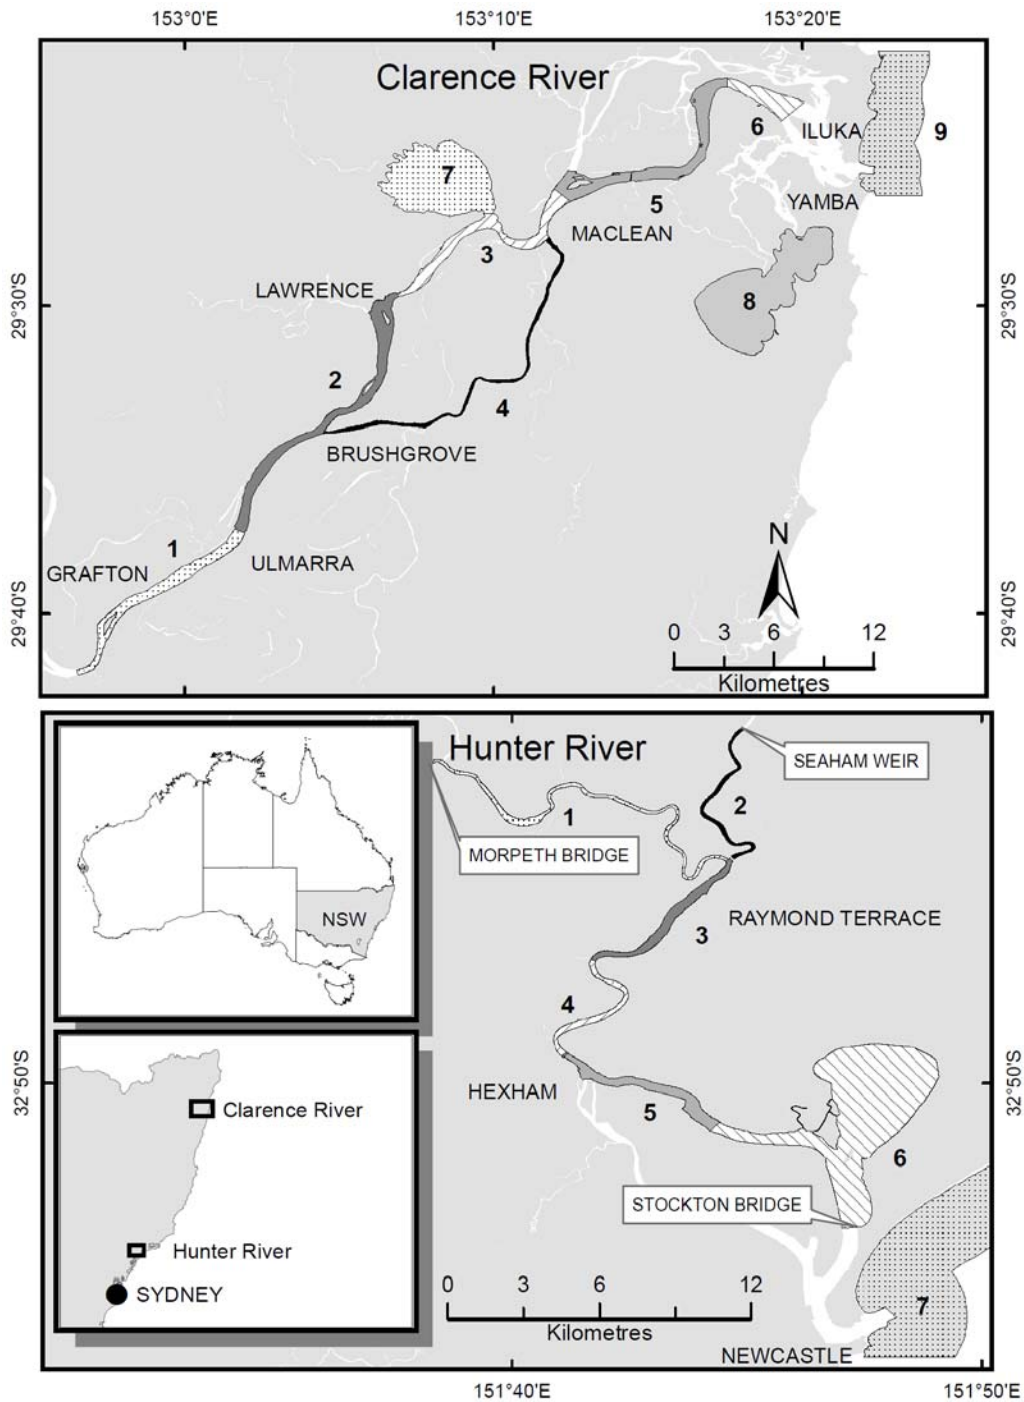 153°0'E
153°10'E
153°20'E
Clarence River
6
ILUKA
9
7
YAMBA
5
MACLEAN
3
LAWRENCE
29°30'S
29°30'S
8
2
4
BRUSHGROVE
N
1
ULMARRA
GRAFTON
29°40'S
29°40'S
0
3
6
12
Kilometres
Hunter River
SEAHAM WEIR
2
1
MORPETH BRIDGE
NSW
RAYMOND TERRACE
3
4
32°50'S
32°50'S
HEXHAM
Clarence River
5
6
STOCKTON BRIDGE
Hunter River
SYDNEY
0
3
6
12
7
Kilometres
NEWCASTLE
151°40'E
151°50'E